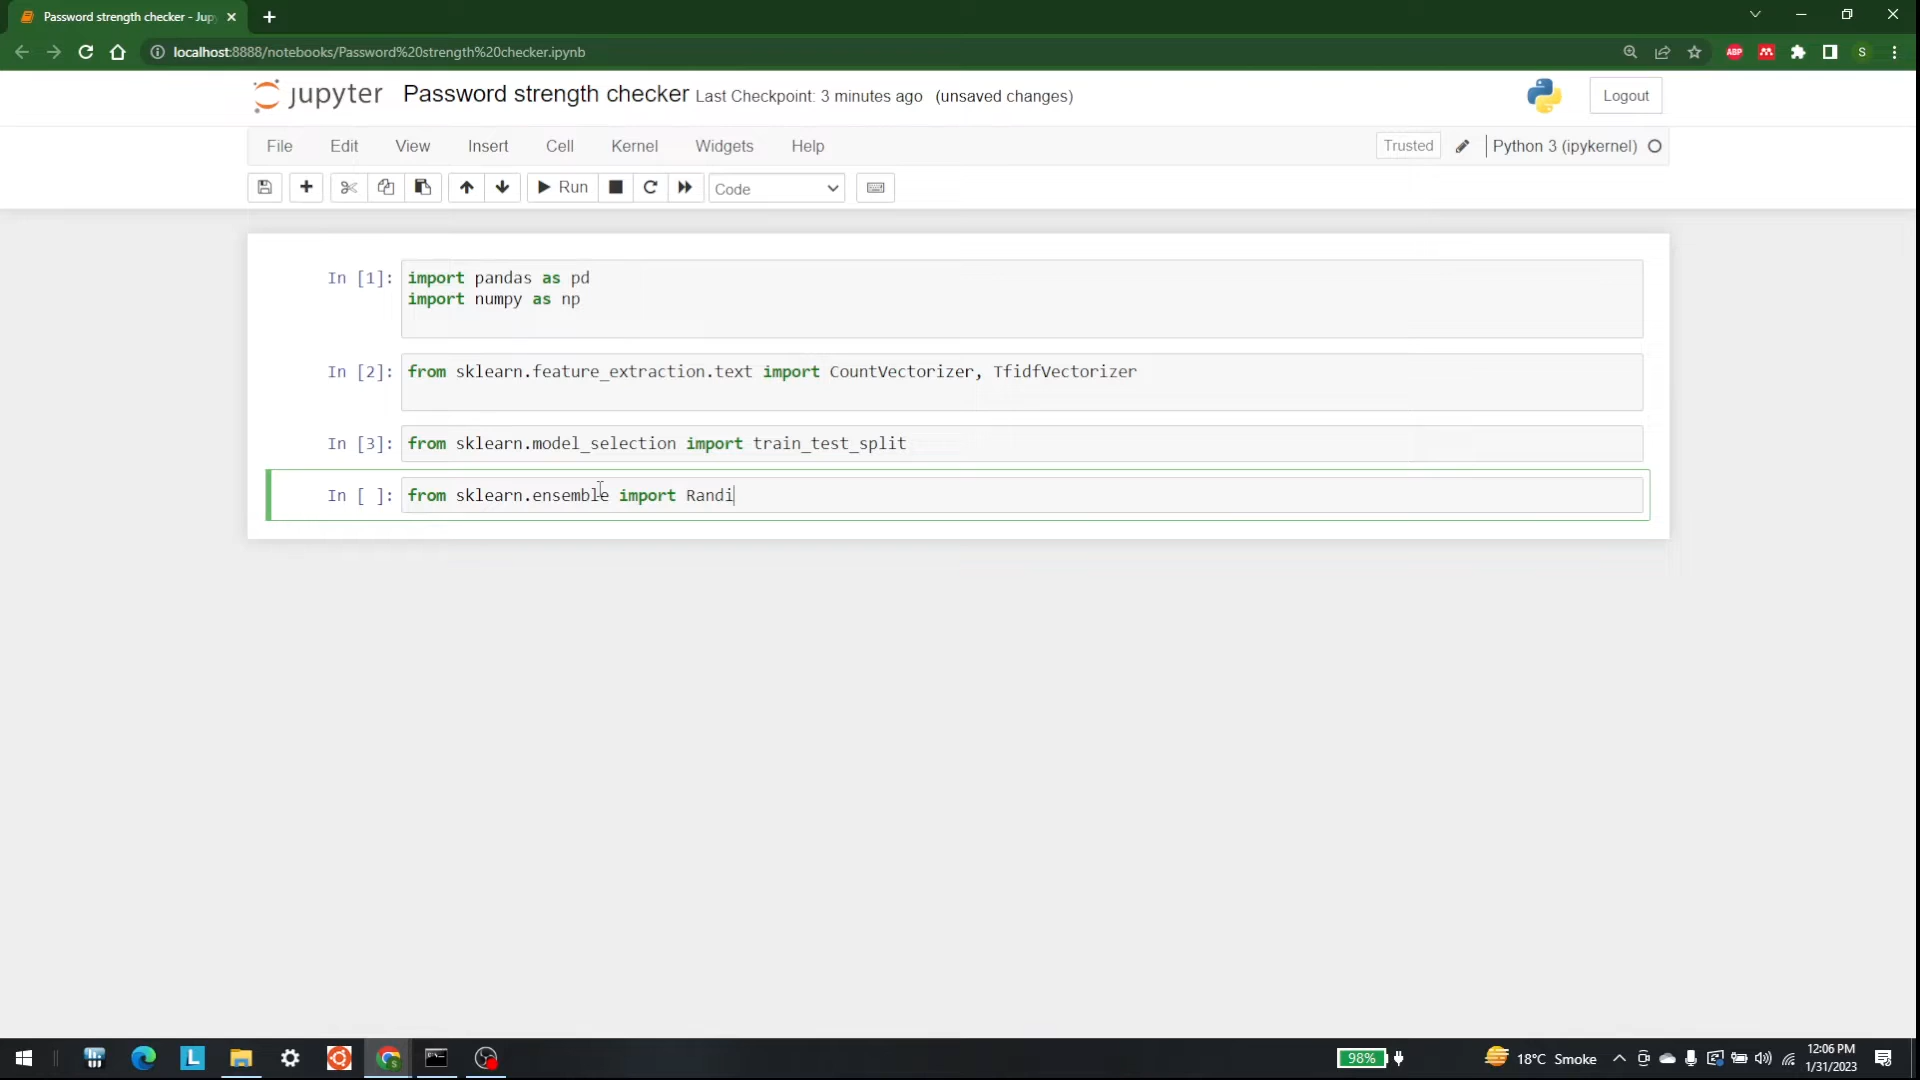 Password strength checker - Jup
localhost:8888/notebooks/Password%20strength%20checker.ipynb
ABP
S
jupyter Password strength checker Last Checkpoint: 3 minutes ago (unsaved changes)
Logout
File Edit View Insert Cell Kernel Widgets Help
Trusted
Python 3 (ipykernel)
Run
Code
In [1]: import pandas as pd
import numpy as np
In [2]: from sklearn.feature_extraction.text import CountVectorizer, TfidfVectorizer
In [3]: from sklearn.model_selection import train_test_split
In [ ]: from sklearn.ensemble import Randi
L
98%
18°C Smoke
12:06 PM
1/31/2023